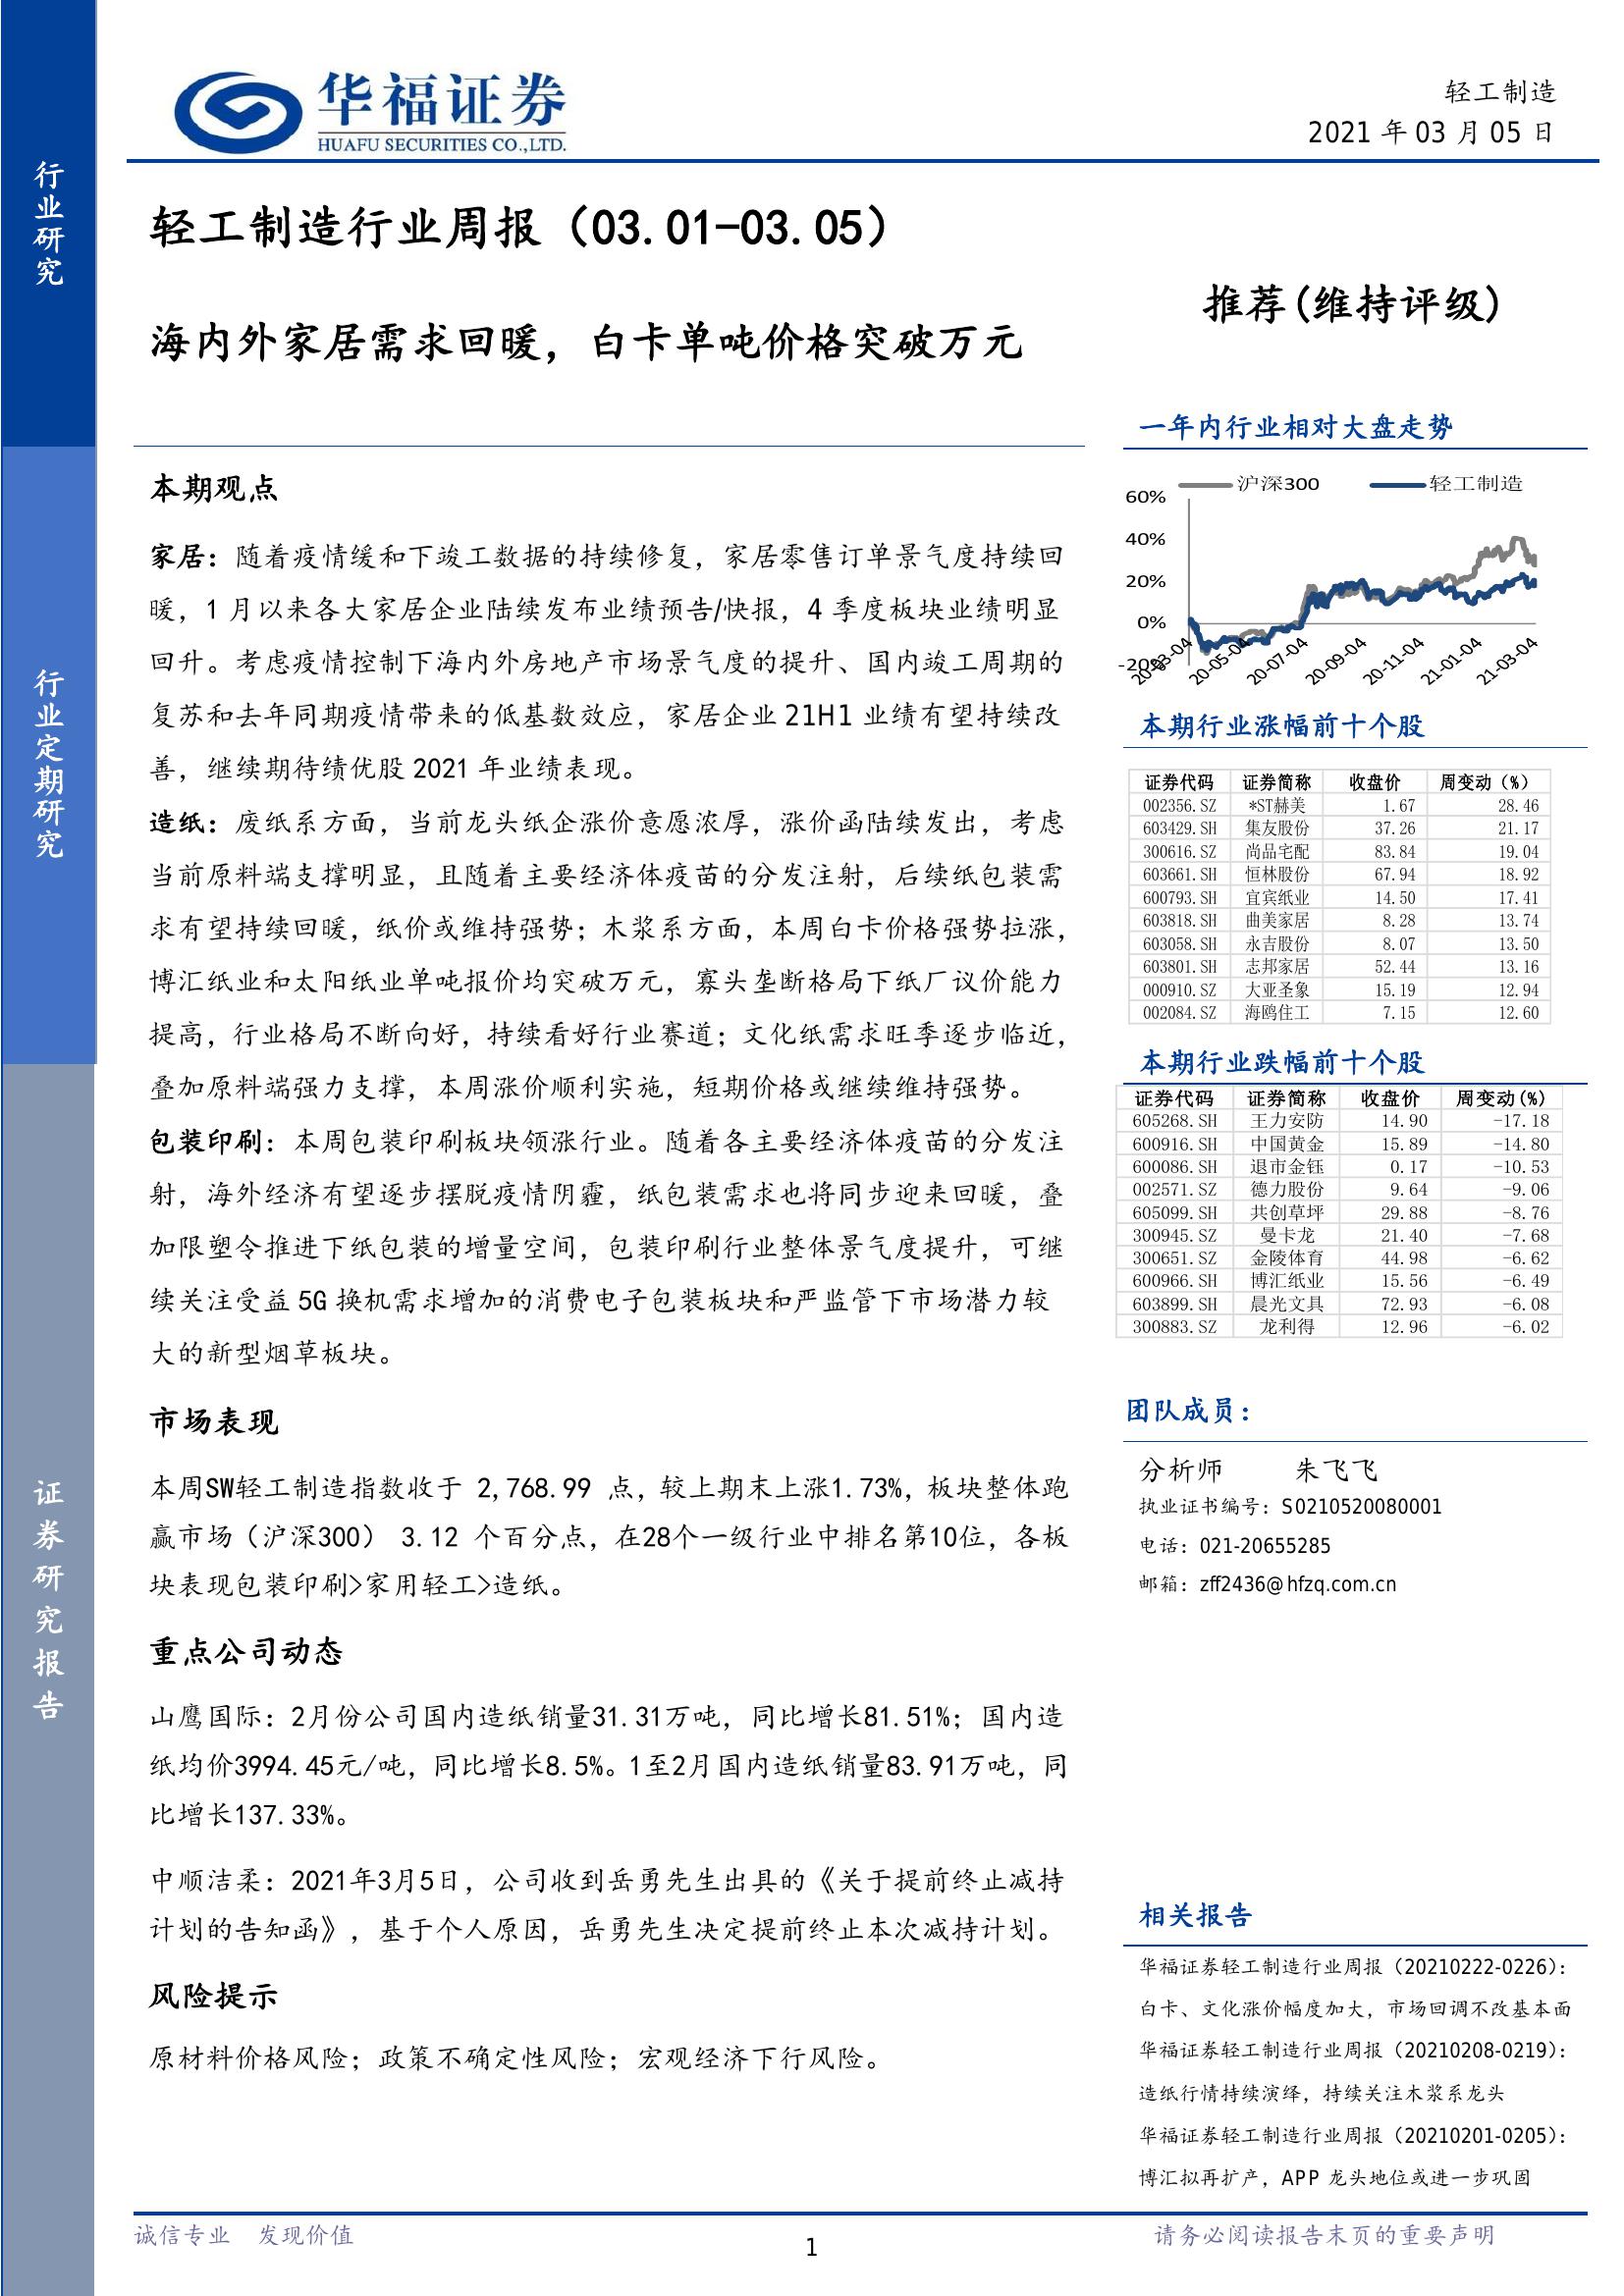 华福证券
HUAFU SECURITIES CO.,LTD.
轻工制造
2021 年 03 月 05 日
行业研究
行业定期研究
证券研究报告
轻工制造行业周报（03.01-03.05）
海内外家居需求回暖，白卡单吨价格突破万元
推荐(维持评级)
本期观点
家居：随着疫情缓和下竣工数据的持续修复，家居零售订单景气度持续回
暖，1 月以来各大家居企业陆续发布业绩预告/快报，4 季度板块业绩明显
回升。考虑疫情控制下海内外房地产市场景气度的提升、国内竣工周期的
复苏和去年同期疫情带来的低基数效应，家居企业 21H1 业绩有望持续改
善，继续期待绩优股 2021 年业绩表现。
造纸：废纸系方面，当前龙头纸企涨价意愿浓厚，涨价函陆续发出，考虑
当前原料端支撑明显，且随着主要经济体疫苗的分发注射，后续纸包装需
求有望持续回暖，纸价或维持强势；木浆系方面，本周白卡价格强势拉涨，
博汇纸业和太阳纸业单吨报价均突破万元，寡头垄断格局下纸厂议价能力
提高，行业格局不断向好，持续看好行业赛道；文化纸需求旺季逐步临近，
叠加原料端强力支撑，本周涨价顺利实施，短期价格或继续维持强势。
包装印刷：本周包装印刷板块领涨行业。随着各主要经济体疫苗的分发注
射，海外经济有望逐步摆脱疫情阴霾，纸包装需求也将同步迎来回暖，叠
加限塑令推进下纸包装的增量空间，包装印刷行业整体景气度提升，可继
续关注受益 5G 换机需求增加的消费电子包装板块和严监管下市场潜力较
大的新型烟草板块。
市场表现
本周SW轻工制造指数收于 2,768.99 点，较上期末上涨1.73%，板块整体跑
赢市场（沪深300） 3.12 个百分点，在28个一级行业中排名第10位，各板
块表现包装印刷>家用轻工>造纸。
重点公司动态
山鹰国际：2月份公司国内造纸销量31.31万吨，同比增长81.51%；国内造
纸均价3994.45元/吨，同比增长8.5%。1至2月国内造纸销量83.91万吨，同
比增长137.33%。
中顺洁柔：2021年3月5日，公司收到岳勇先生出具的《关于提前终止减持
计划的告知函》，基于个人原因，岳勇先生决定提前终止本次减持计划。
风险提示
原材料价格风险；政策不确定性风险；宏观经济下行风险。
一年内行业相对大盘走势
沪深300 轻工制造
60%
40%
20%
0%
-20%
20-03-04 20-05-04 20-07-04 20-09-04 20-11-04 21-01-04 21-03-04
本期行业涨幅前十个股
证券代码 证券简称 收盘价 周变动（%）
002356.SZ *ST赫美 1.67 28.46
603429.SH 集友股份 37.26 21.17
300616.SZ 尚品宅配 83.84 19.04
603661.SH 恒林股份 67.94 18.92
600793.SH 宜宾纸业 14.50 17.41
603818.SH 曲美家居 8.28 13.74
603058.SH 永吉股份 8.07 13.50
603801.SH 志邦家居 52.44 13.16
000910.SZ 大亚圣象 15.19 12.94
002084.SZ 海鸥住工 7.15 12.60
本期行业跌幅前十个股
证券代码 证券简称 收盘价 周变动(%)
605268.SH 王力安防 14.90 -17.18
600916.SH 中国黄金 15.89 -14.80
600086.SH 退市金钰 0.17 -10.53
002571.SZ 德力股份 9.64 -9.06
605099.SH 共创草坪 29.88 -8.76
300945.SZ 曼卡龙 21.40 -7.68
300651.SZ 金陵体育 44.98 -6.62
600966.SH 博汇纸业 15.56 -6.49
603899.SH 晨光文具 72.93 -6.08
300883.SZ 龙利得 12.96 -6.02
团队成员：
分析师 朱飞飞
执业证书编号：S0210520080001
电话：021-20655285
邮箱：zff2436@hfzq.com.cn
相关报告
华福证券轻工制造行业周报（20210222-0226）：
白卡、文化涨价幅度加大，市场回调不改基本面
华福证券轻工制造行业周报（20210208-0219）：
造纸行情持续演绎，持续关注木浆系龙头
华福证券轻工制造行业周报（20210201-0205）：
博汇拟再扩产，APP 龙头地位或进一步巩固
诚信专业 发现价值
1
请务必阅读报告末页的重要声明